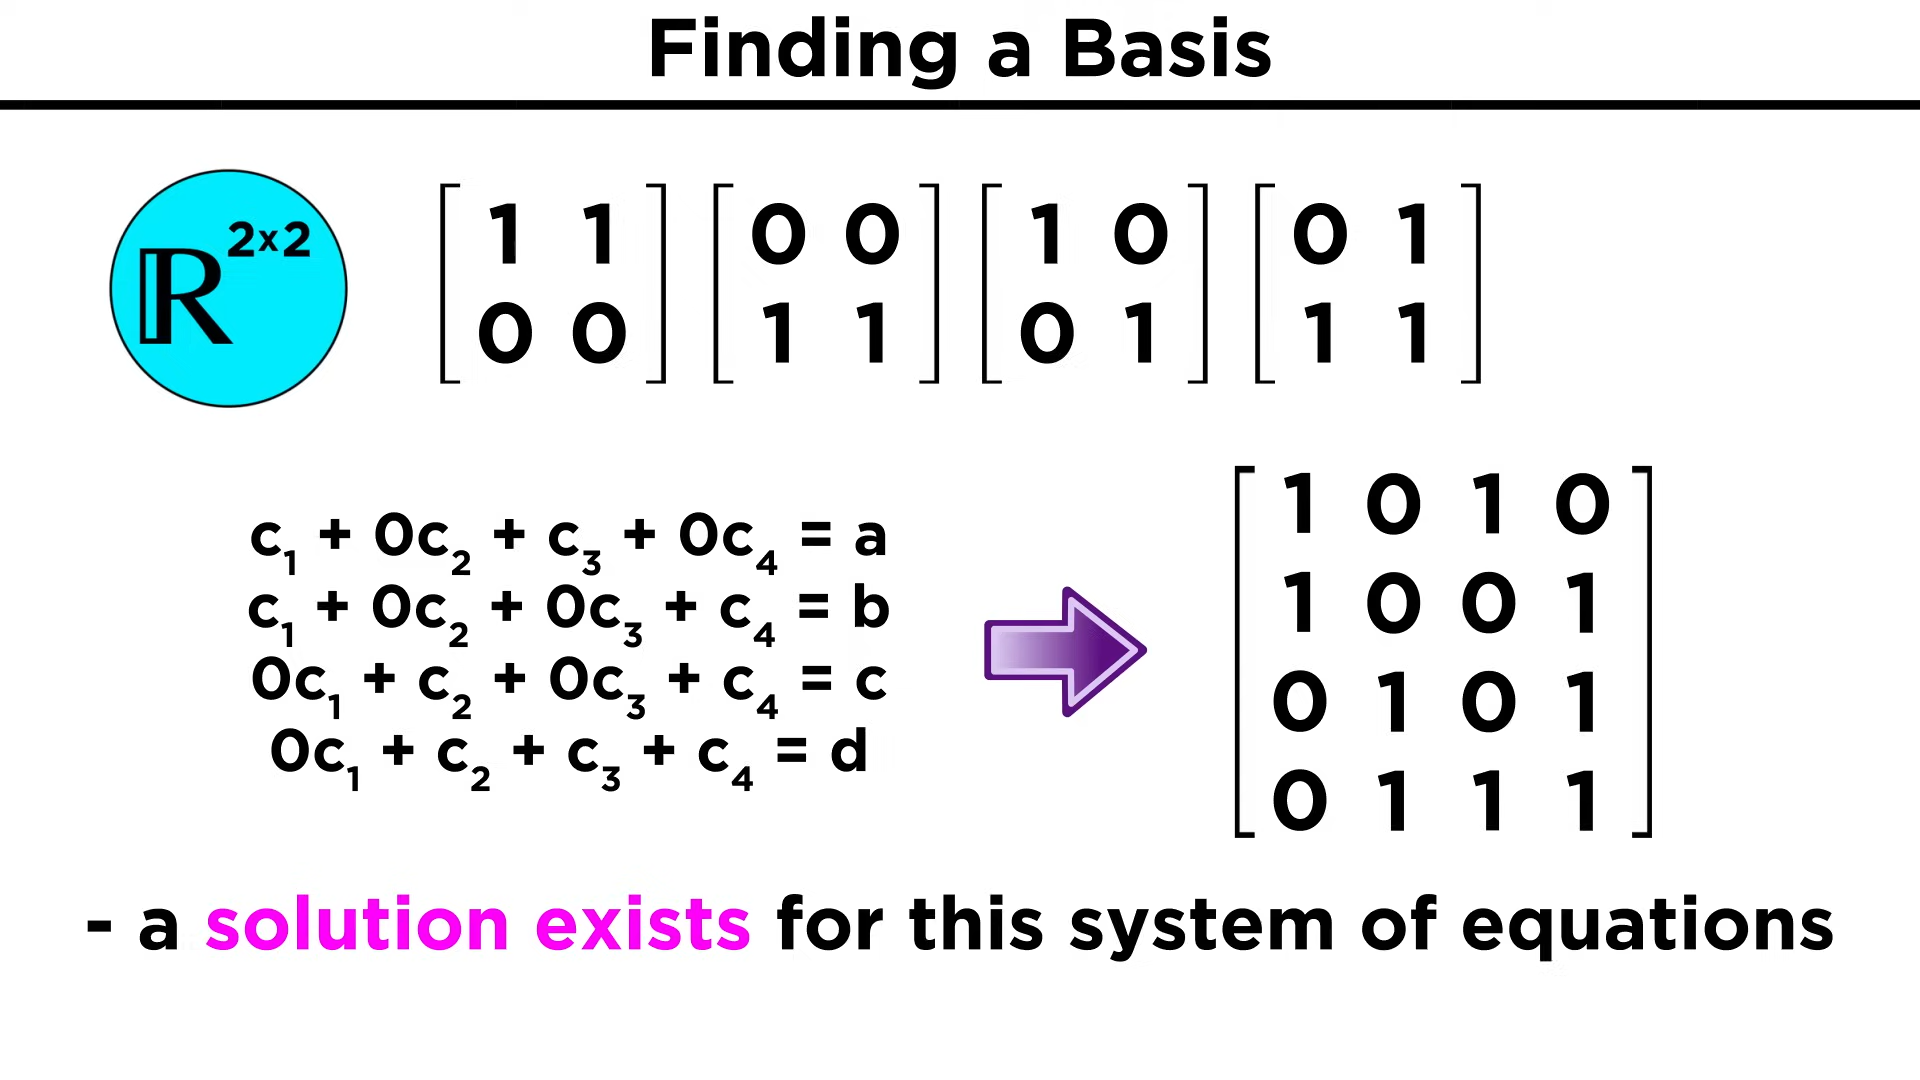 Finding a Basis
ℝ²ˣ²
[1 1 0 0] [0 0 1 1] [1 0 0 1] [0 1 1 1]
c₁ + 0c₂ + c₃ + 0c₄ = a
c₁ + 0c₂ + 0c₃ + c₄ = b
0c₁ + c₂ + 0c₃ + c₄ = c
0c₁ + c₂ + c₃ + c₄ = d
1 0 1 0
1 0 0 1
0 1 0 1
0 1 1 1
- a solution exists for this system of equations